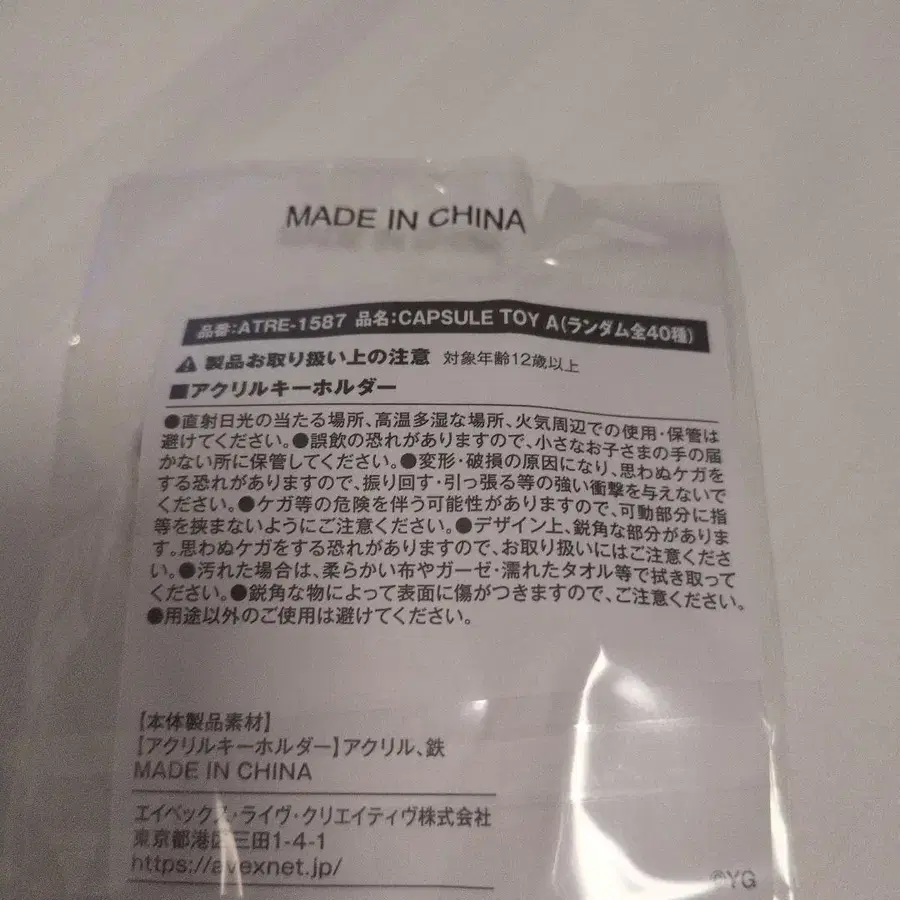 MADE IN CHINA
品番:ATRE-1587 品名:CAPSULE TOY A(ランダム全40種)
製品お取り扱い上の注意 対象年齢12歳以上
■アクリルキーホルダー
●直射日光の当たる場所、高温多湿な場所、火気周辺での使用・保管は
避けてください。●誤飲の恐れがありますので、小さなお子さまの手の届
かない所に保管してください。●変形・破損の原因になり、思わぬケガを
する恐れがありますので、振り回す・引っ張る等の強い衝撃を与えないで
ください。●ケガ等の危険を伴う可能性がありますので、可動部分に指
等を挟まないようにご注意ください。●デザイン上、鋭角な部分がありま
す。思わぬケガをする恐れがありますので、お取り扱いにはご注意くださ
い。●汚れた場合は、柔らかい布やガーゼ・濡れたタオル等で拭き取って
ください。●鋭角な物によって表面に傷がつきますので、ご注意ください。
●用途以外のご使用は避けてください。
【本体製品素材】
【アクリルキーホルダー】アクリル、鉄
MADE IN CHINA
エイベックス・ライヴ・クリエイティヴ株式会社
東京都港区三田1-4-1
https://avexnet.jp/
©YG